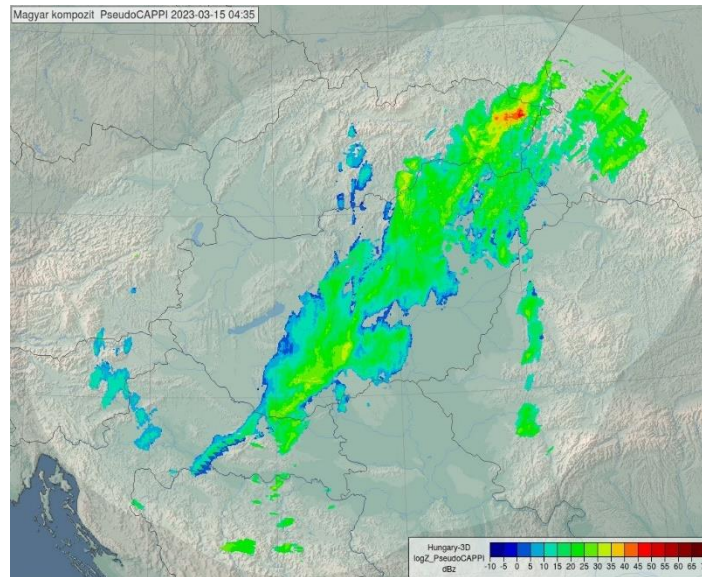 Magyar kompozit PseudoCAPPI 2023-03-15 04:35
Hungary-3D
logZ_PseudoCAPPI
dBz
-10 -5 0 5 10 15 20 25 30 35 40 45 50 55 60 65